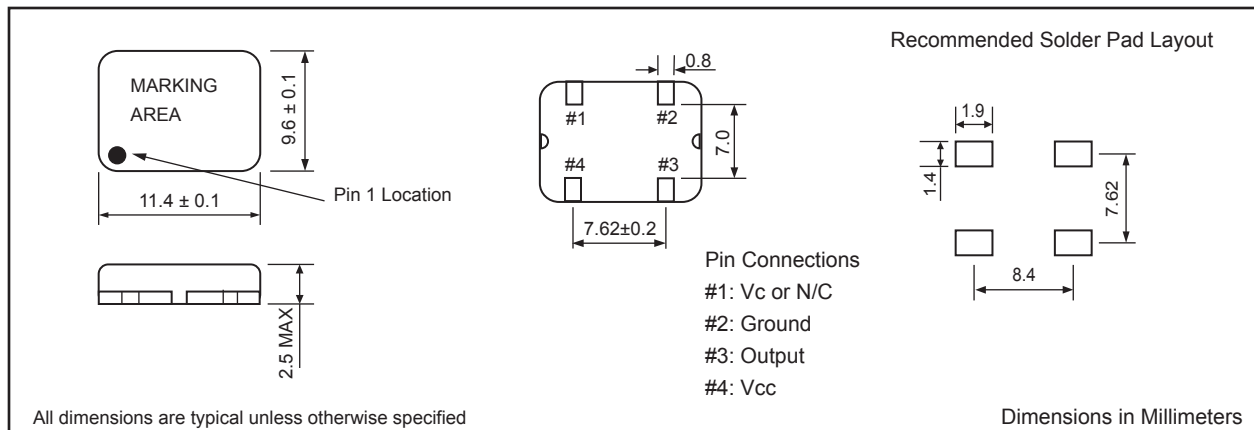 Recommended Solder Pad Layout
MARKING
AREA
9.6 ± 0.1
Pin 1 Location
11.4 ± 0.1
2.5 MAX
0.8
#1
#2
#4
#3
7.0
7.62±0.2
1.9
1.4
7.62
8.4
Pin Connections
#1: Vc or N/C
#2: Ground
#3: Output
#4: Vcc
All dimensions are typical unless otherwise specified
Dimensions in Millimeters